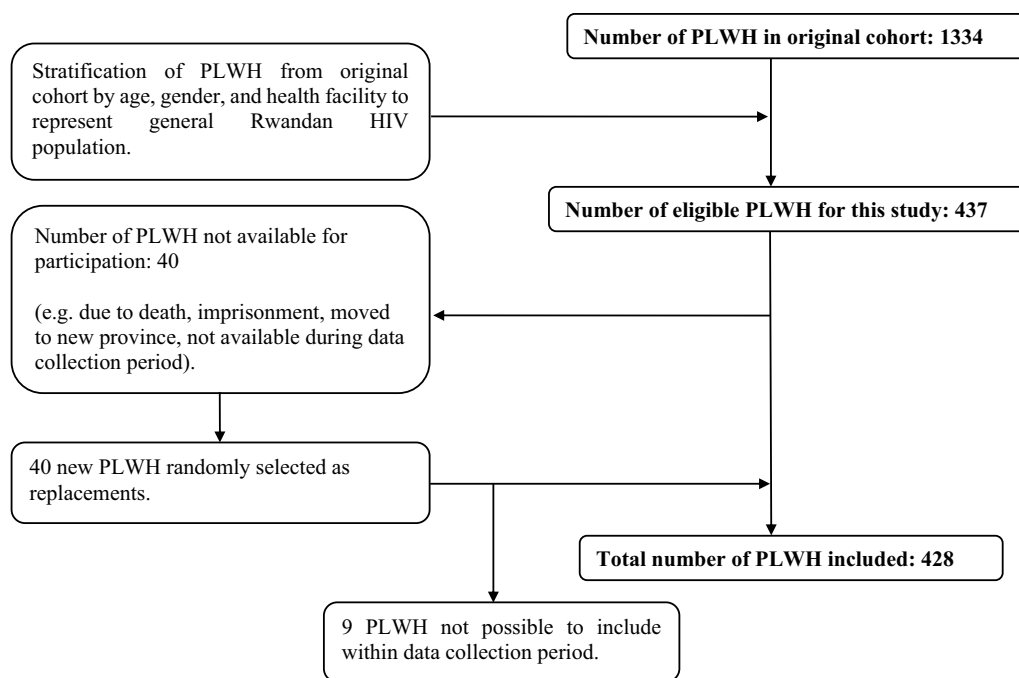 Number of PLWH in original cohort: 1334
Stratification of PLWH from original
cohort by age, gender, and health facility to
represent general Rwandan HIV
population.
Number of eligible PLWH for this study: 437
Number of PLWH not available for
participation: 40
(e.g. due to death, imprisonment, moved
to new province, not available during data
collection period).
40 new PLWH randomly selected as
replacements.
Total number of PLWH included: 428
9 PLWH not possible to include
within data collection period.